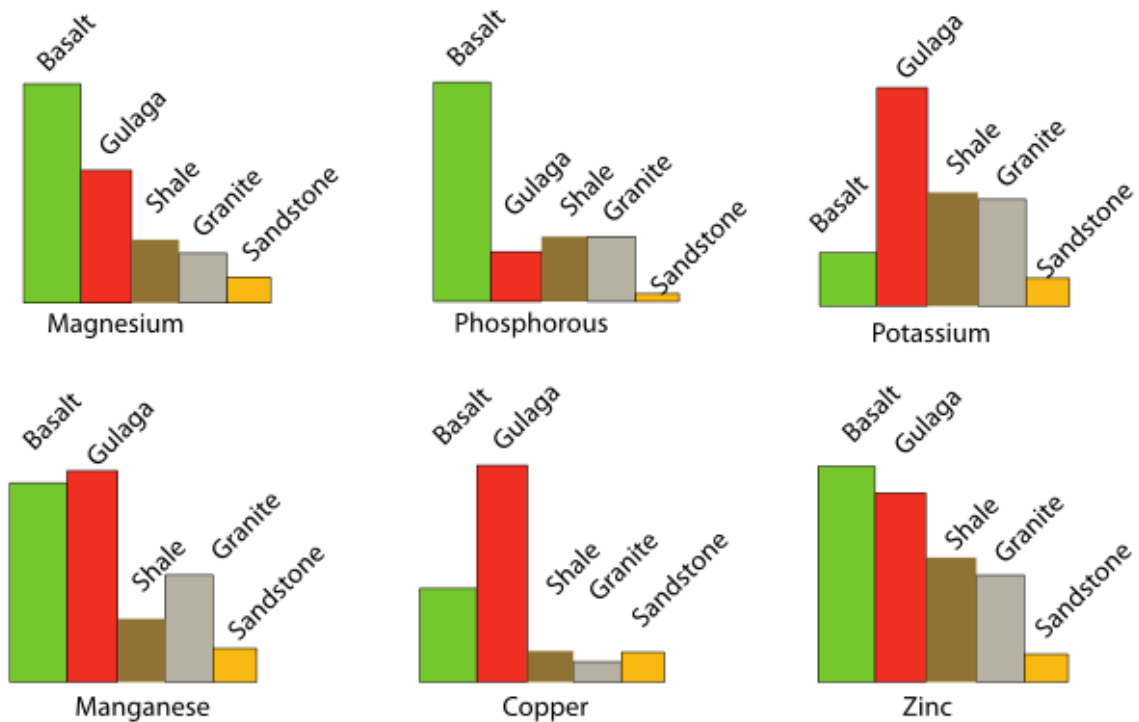 Basalt
Gulaga
Shale
Granite
Sandstone
Magnesium
Basalt
Gulaga
Shale
Granite
Sandstone
Phosphorous
Basalt
Gulaga
Shale
Granite
Sandstone
Potassium
Basalt
Gulaga
Shale
Granite
Sandstone
Manganese
Basalt
Gulaga
Shale
Granite
Sandstone
Copper
Basalt
Gulaga
Shale
Granite
Sandstone
Zinc